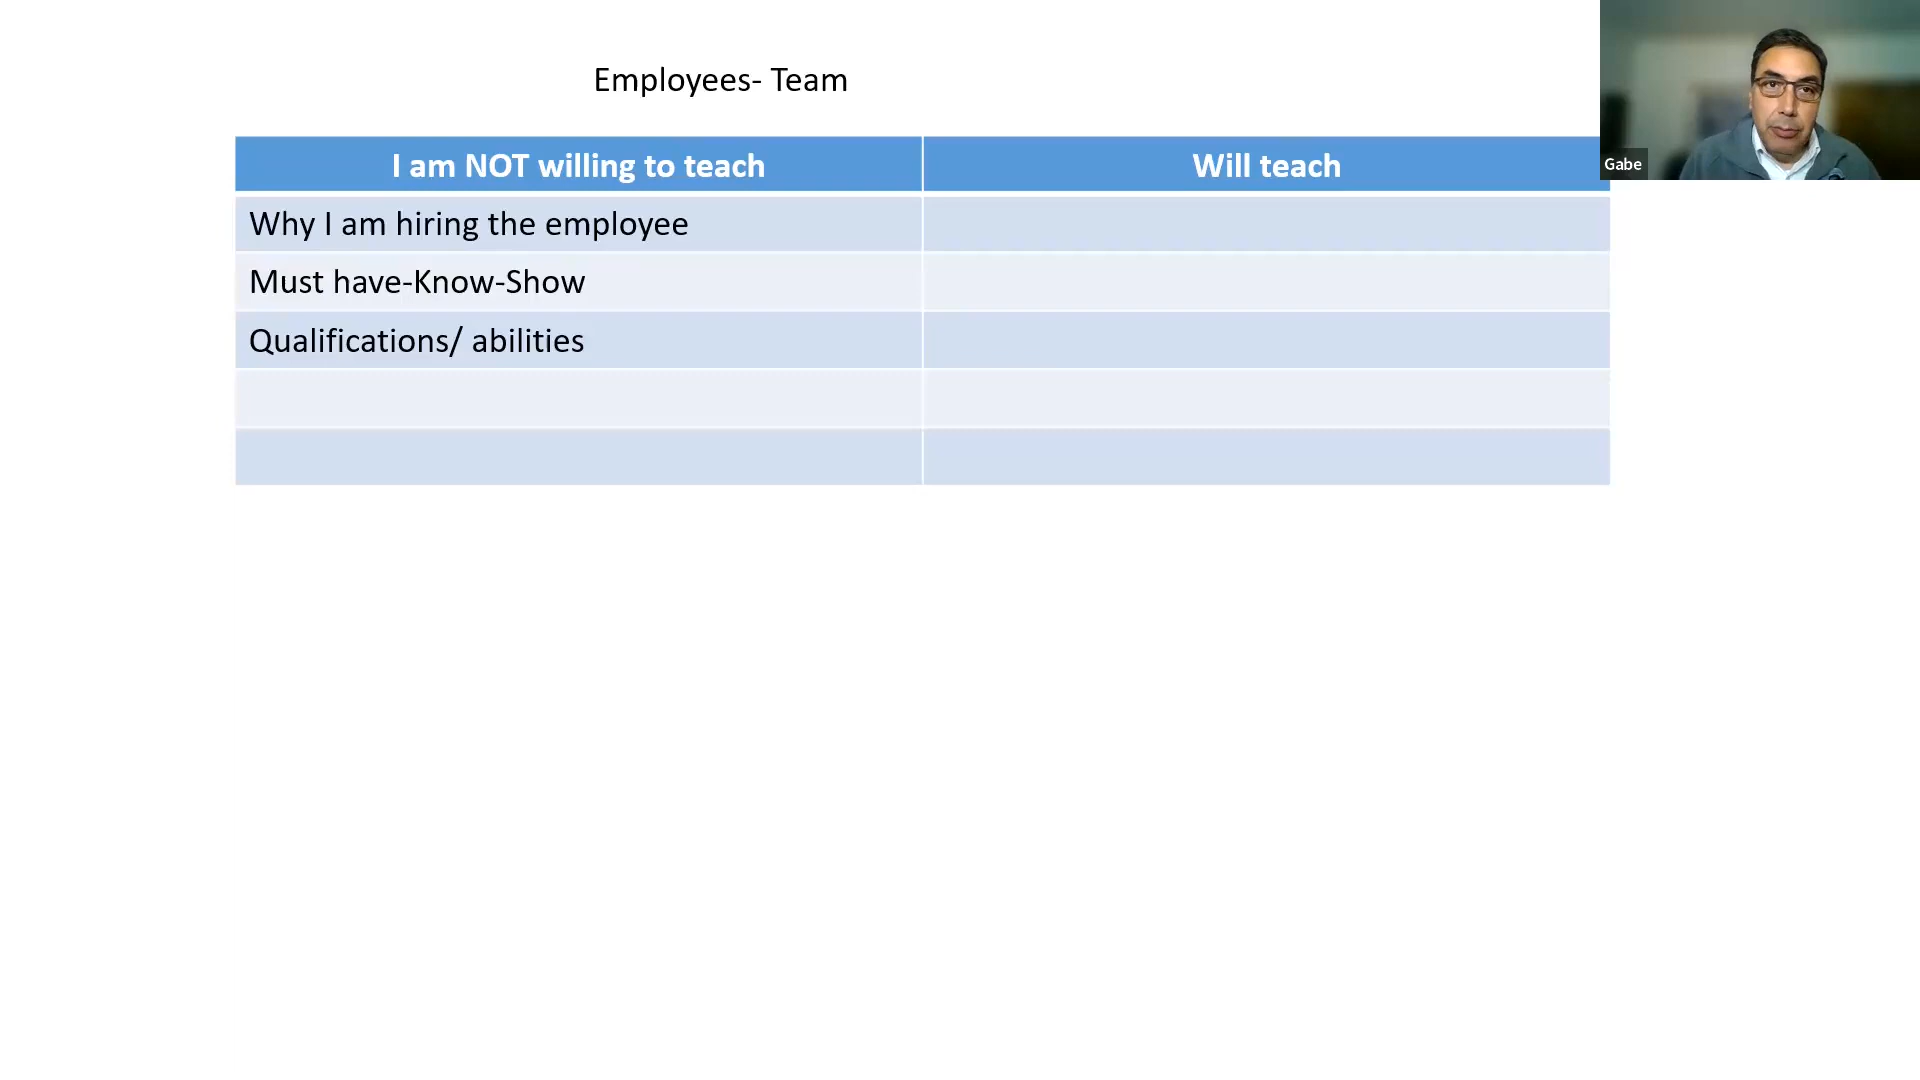 Employees- Team
I am NOT willing to teach
Will teach
Why I am hiring the employee
Must have-Know-Show
Qualifications/ abilities
Gabe